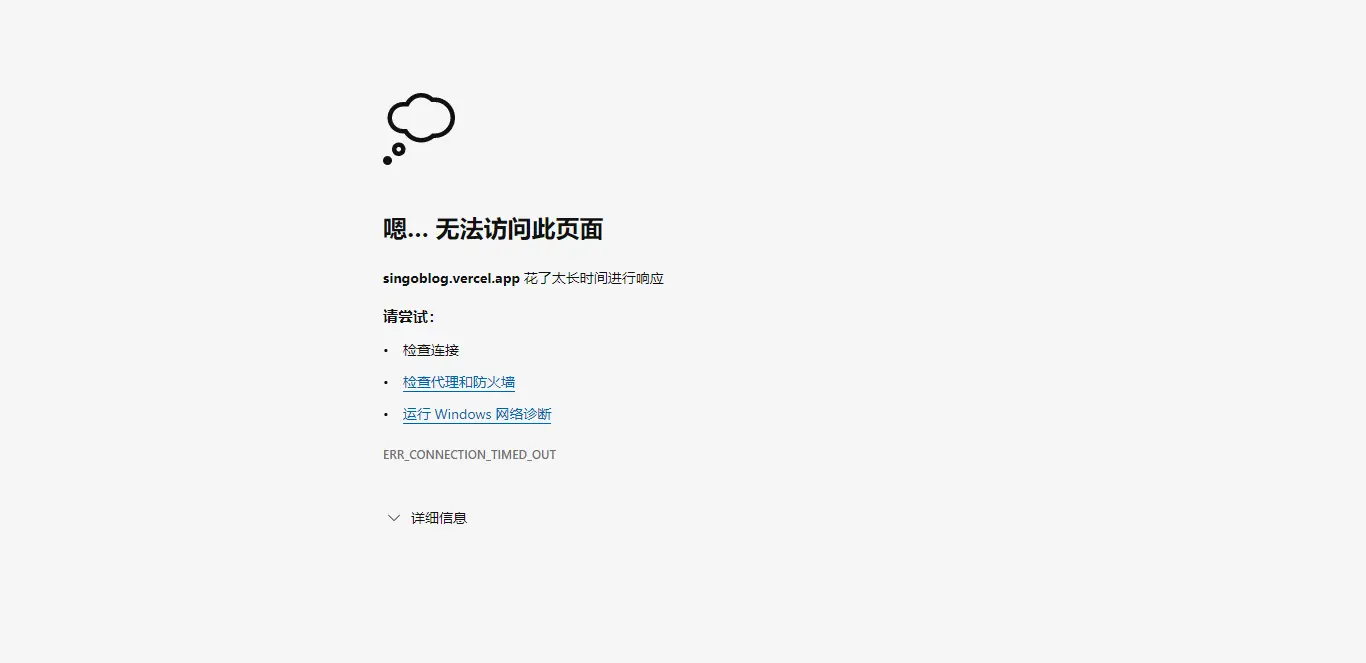 嗯… 无法访问此页面
singoblog.vercel.app 花了太长时间进行响应
请尝试：
• 检查连接
• 检查代理和防火墙
• 运行 Windows 网络诊断
ERR_CONNECTION_TIMED_OUT
详细信息